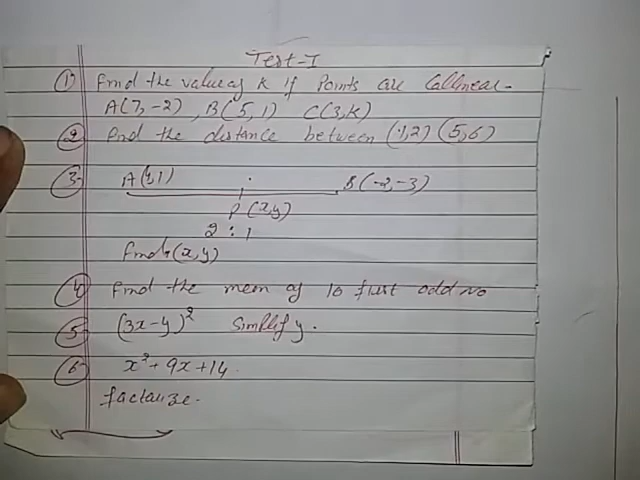 Test-I
① Find the value of K if Points are Collinear-
A(7,-2), B(5,1) C(3,K)
② Find the distance between (1,2) (5,6)
③ A(4,1) B(-2,-3)
P(x,y)
2 : 1
find (x,y)
④ Find the mean of 10 first odd no
⑤ (3x-y)² Simplify.
⑥ x²+9x+14.
factorize.